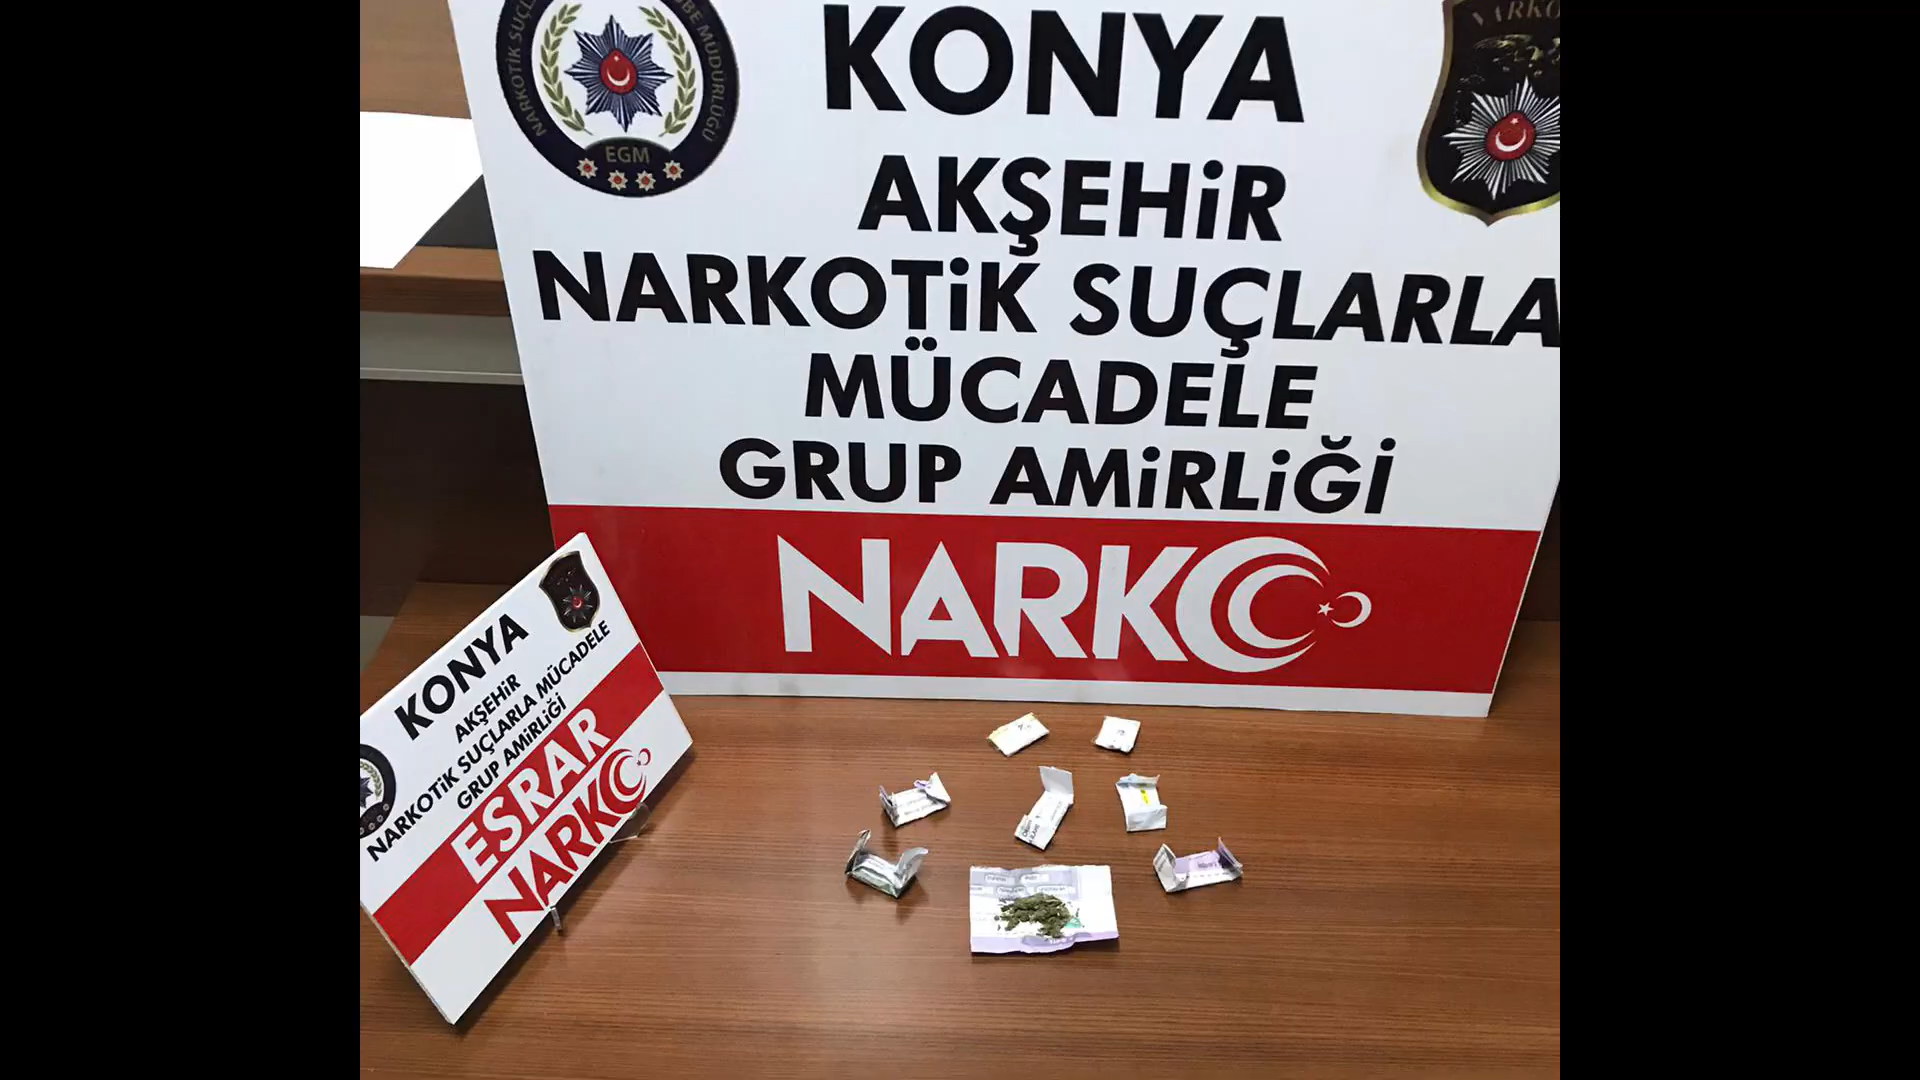 KONYA
AKŞEHİR
NARKOTİK SUÇLARLA
MÜCADELE
GRUP AMİRLİĞİ
NARKO
EGM
KONYA
AKŞEHİR
NARKOTİK SUÇLARLA MÜCADELE
GRUP AMİRLİĞİ
ESRAR
NARKO